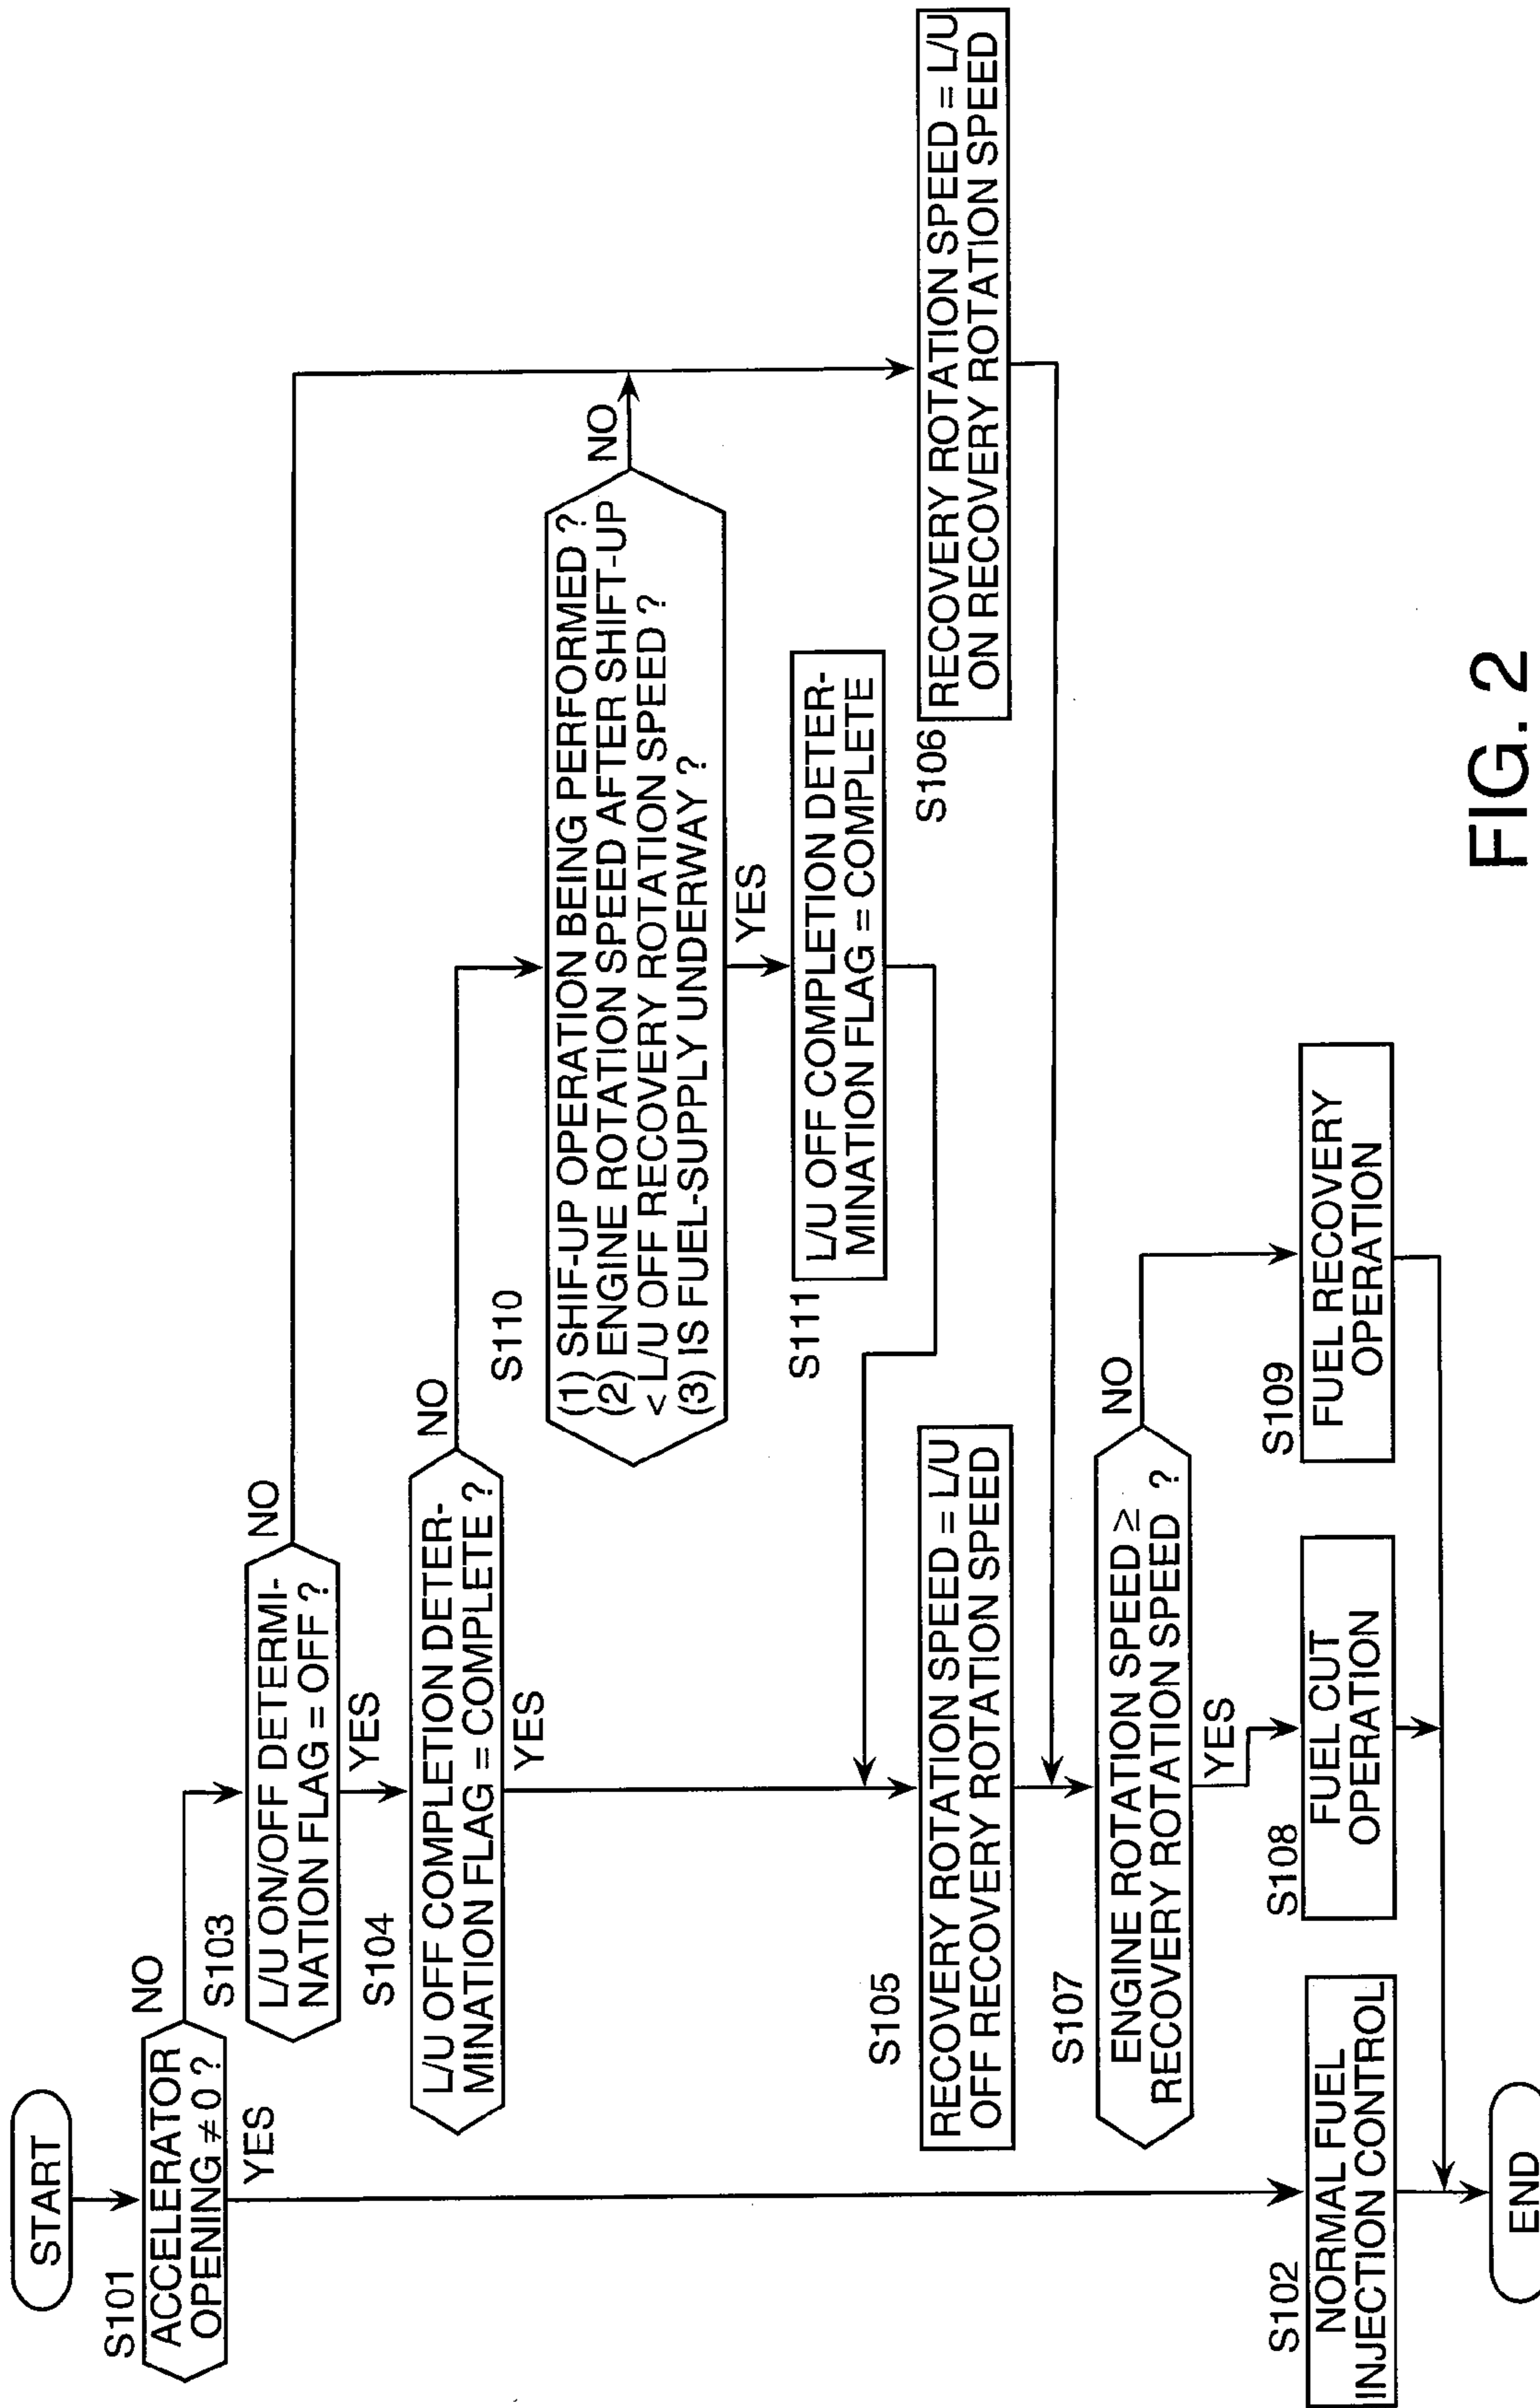 START
S101
ACCELERATOR
OPENING ≠ 0 ?
NO
YES
S103
L/U ON/OFF DETERMI-
NATION FLAG = OFF ?
NO
YES
S104
L/U OFF COMPLETION DETER-
MINATION FLAG = COMPLETE ?
NO
YES
S110
(1) SHIF-UP OPERATION BEING PERFORMED ?
(2) ENGINE ROTATION SPEED AFTER SHIFT-UP
< L/U OFF RECOVERY ROTATION SPEED ?
(3) IS FUEL-SUPPLY UNDERWAY ?
NO
YES
S111
L/U OFF COMPLETION DETER-
MINATION FLAG = COMPLETE
S105
RECOVERY ROTATION SPEED = L/U
OFF RECOVERY ROTATION SPEED
S106
RECOVERY ROTATION SPEED = L/U
ON RECOVERY ROTATION SPEED
S107
ENGINE ROTATION SPEED ≥
RECOVERY ROTATION SPEED ?
NO
YES
S102
NORMAL FUEL
INJECTION CONTROL
S108
FUEL CUT
OPERATION
S109
FUEL RECOVERY
OPERATION
END
FIG. 2